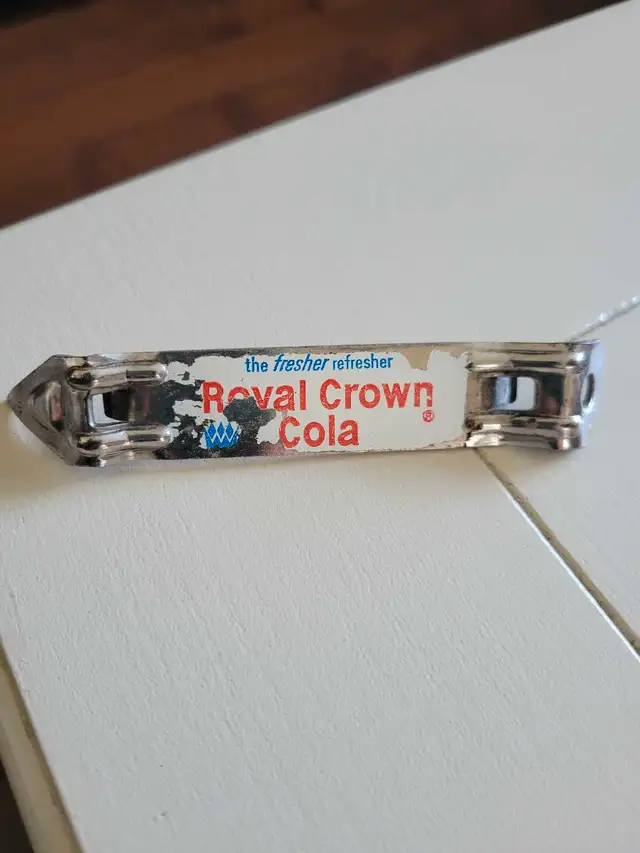 the fresher refresher
Royal Crown
Cola®